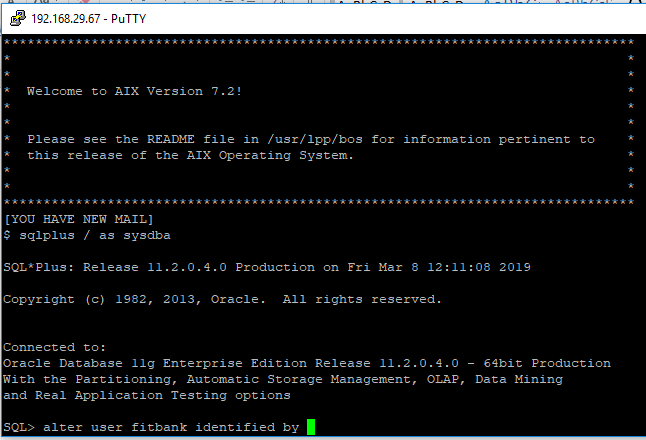 192.168.29.67 - PuTTY
*******************************************************************************
*                                                                             *
*                                                                             *
*  Welcome to AIX Version 7.2!                                                *
*                                                                             *
*                                                                             *
*  Please see the README file in /usr/lpp/bos for information pertinent to    *
*  this release of the AIX Operating System.                                  *
*                                                                             *
*                                                                             *
*******************************************************************************
[YOU HAVE NEW MAIL]
$ sqlplus / as sysdba
SQL*Plus: Release 11.2.0.4.0 Production on Fri Mar 8 12:11:08 2019
Copyright (c) 1982, 2013, Oracle.  All rights reserved.
Connected to:
Oracle Database 11g Enterprise Edition Release 11.2.0.4.0 - 64bit Production
With the Partitioning, Automatic Storage Management, OLAP, Data Mining
and Real Application Testing options
SQL> alter user fitbank identified by